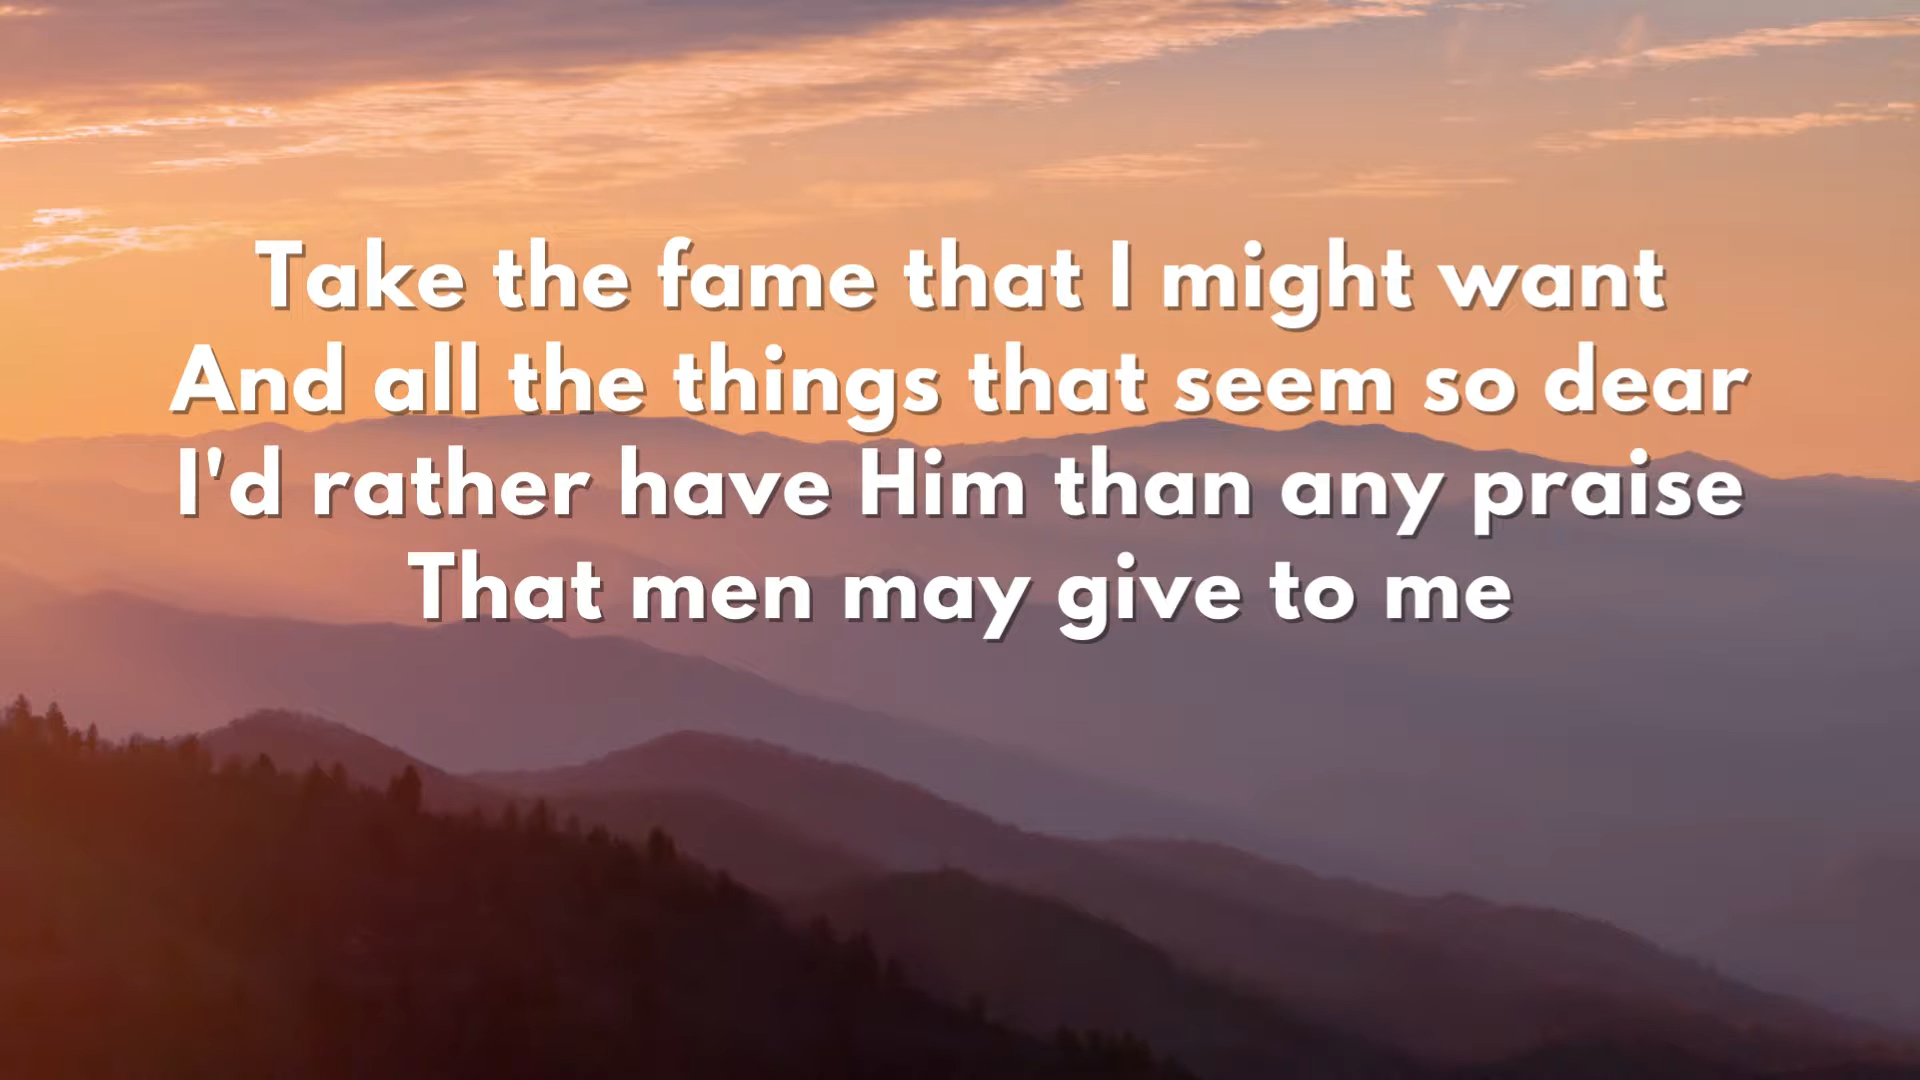 Take the fame that I might want
And all the things that seem so dear
I'd rather have Him than any praise
That men may give to me